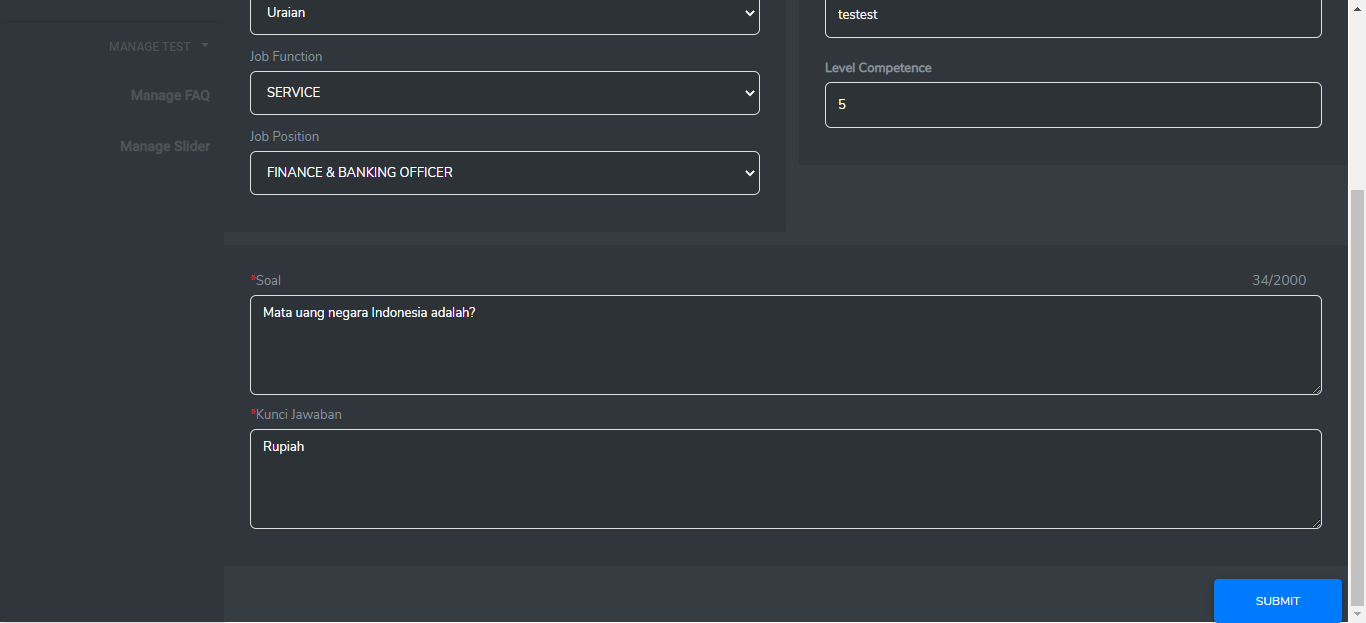 MANAGE TEST
Manage FAQ
Manage Slider
Uraian
Job Function
SERVICE
Job Position
FINANCE & BANKING OFFICER
testest
Level Competence
5
*Soal
34/2000
Mata uang negara Indonesia adalah?
*Kunci Jawaban
Rupiah
SUBMIT